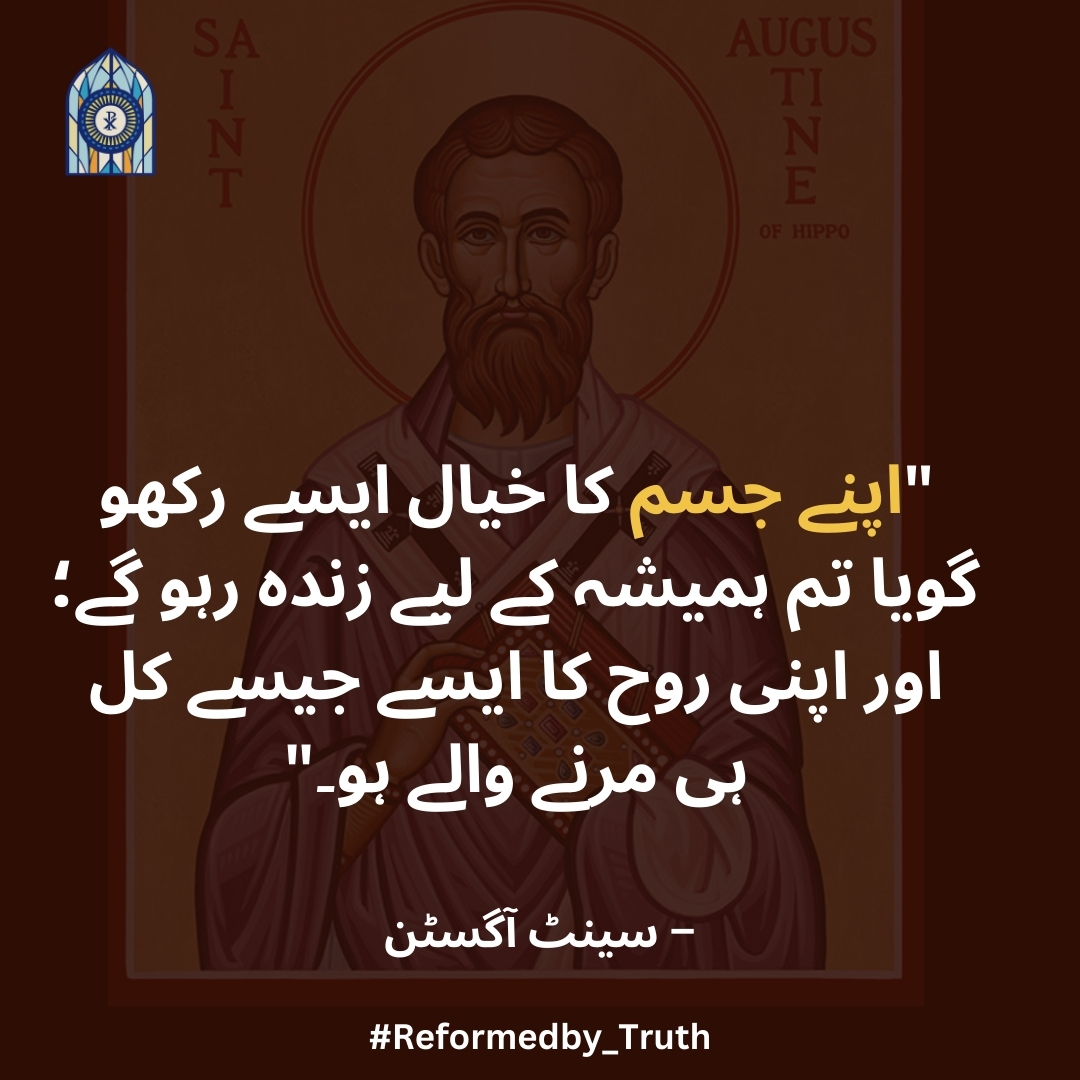 SAINT
AUGUSTINE
OF HIPPO
"اپنے جسم کا خیال ایسے رکھو
گویا تم ہمیشہ کے لیے زندہ رہو گے؛
اور اپنی روح کا ایسے جیسے کل
ہی مرنے والے ہو۔"
– سینٹ آگسٹن
#Reformedby_Truth